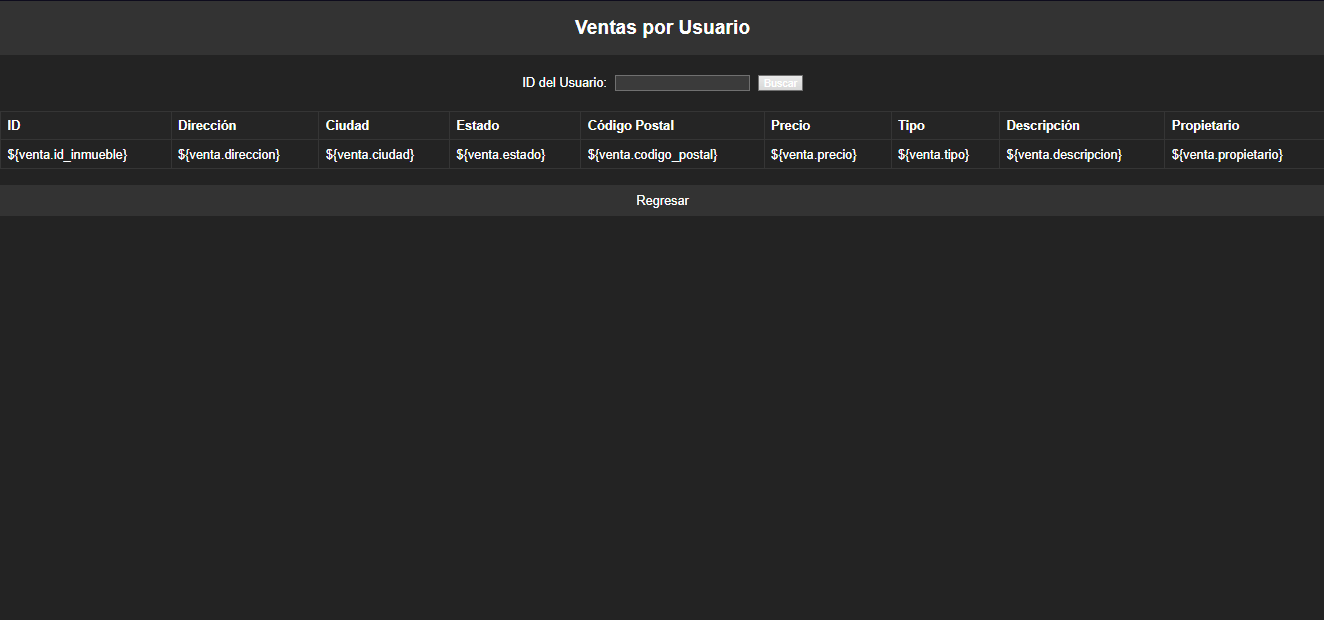 Ventas por Usuario
ID del Usuario: Buscar
ID Dirección Ciudad Estado Código Postal Precio Tipo Descripción Propietario
${venta.id_inmueble} ${venta.direccion} ${venta.ciudad} ${venta.estado} ${venta.codigo_postal} ${venta.precio} ${venta.tipo} ${venta.descripcion} ${venta.propietario}
Regresar